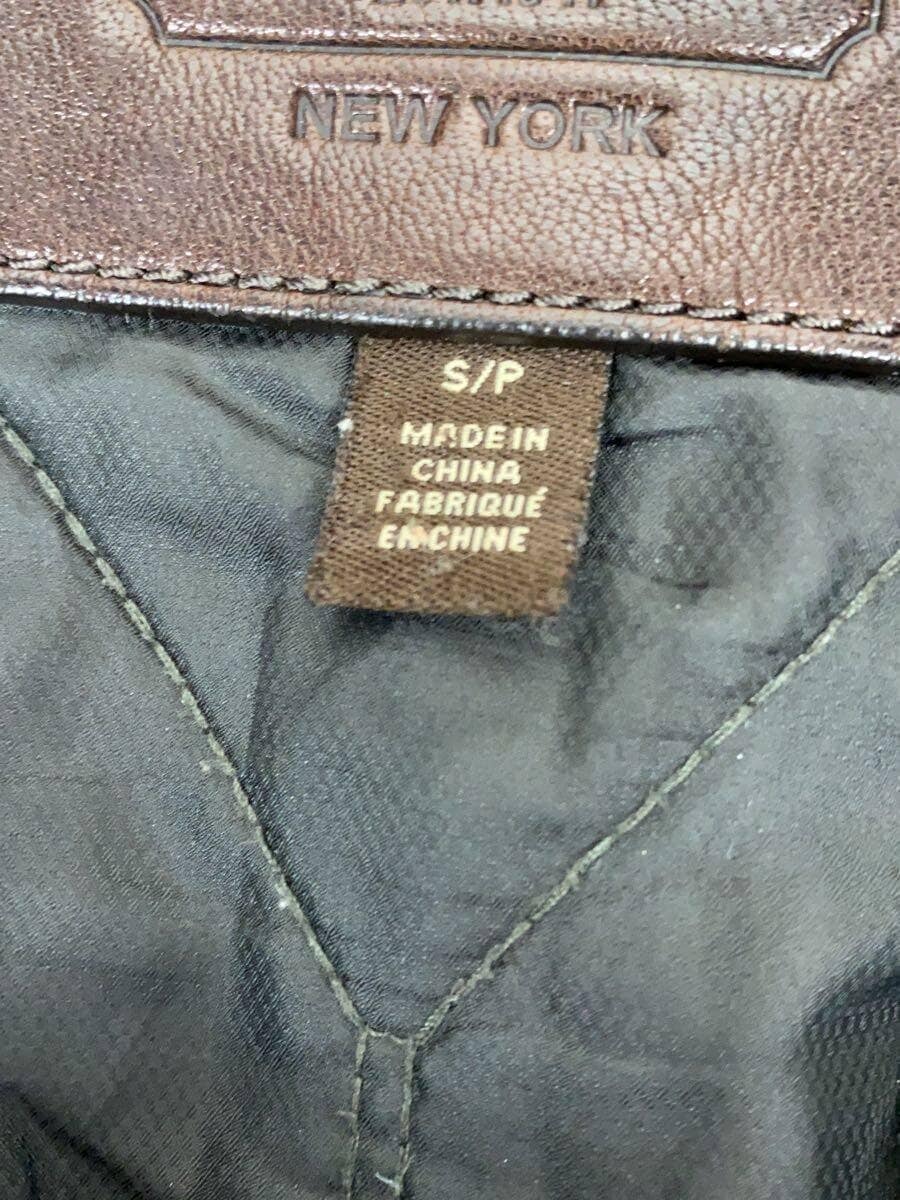 NEW YORK
S/P
MADE IN
CHINA
FABRIQUÉ
EN CHINE